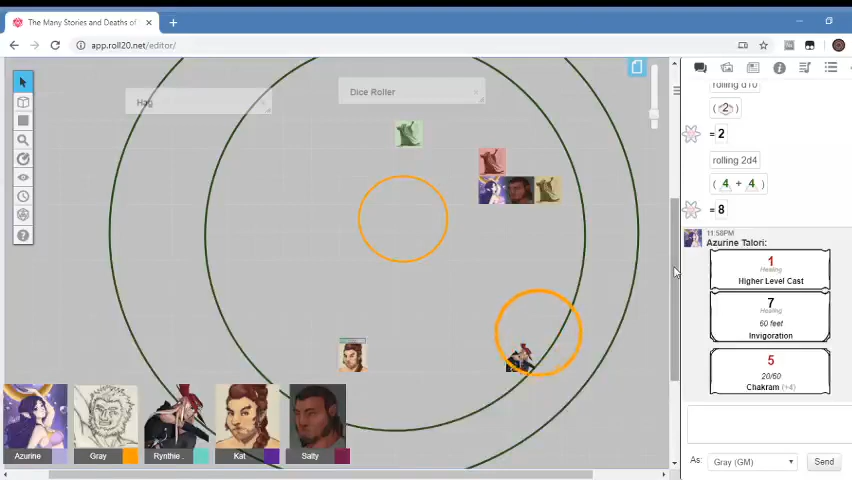 The Many Stories and Deaths of
app.roll20.net/editor/
Hag
Dice Roller
rolling d10
( 2 )
= 2
rolling 2d4
( 4 + 4 )
= 8
11:58PM
Azurine Talori:
1
Healing
Higher Level Cast
7
Healing
60 feet
Invigoration
5
20/60
Chakram (+4)
Azurine
Gray
Rynthie .
Kat
Salty
As:
Gray (GM)
Send